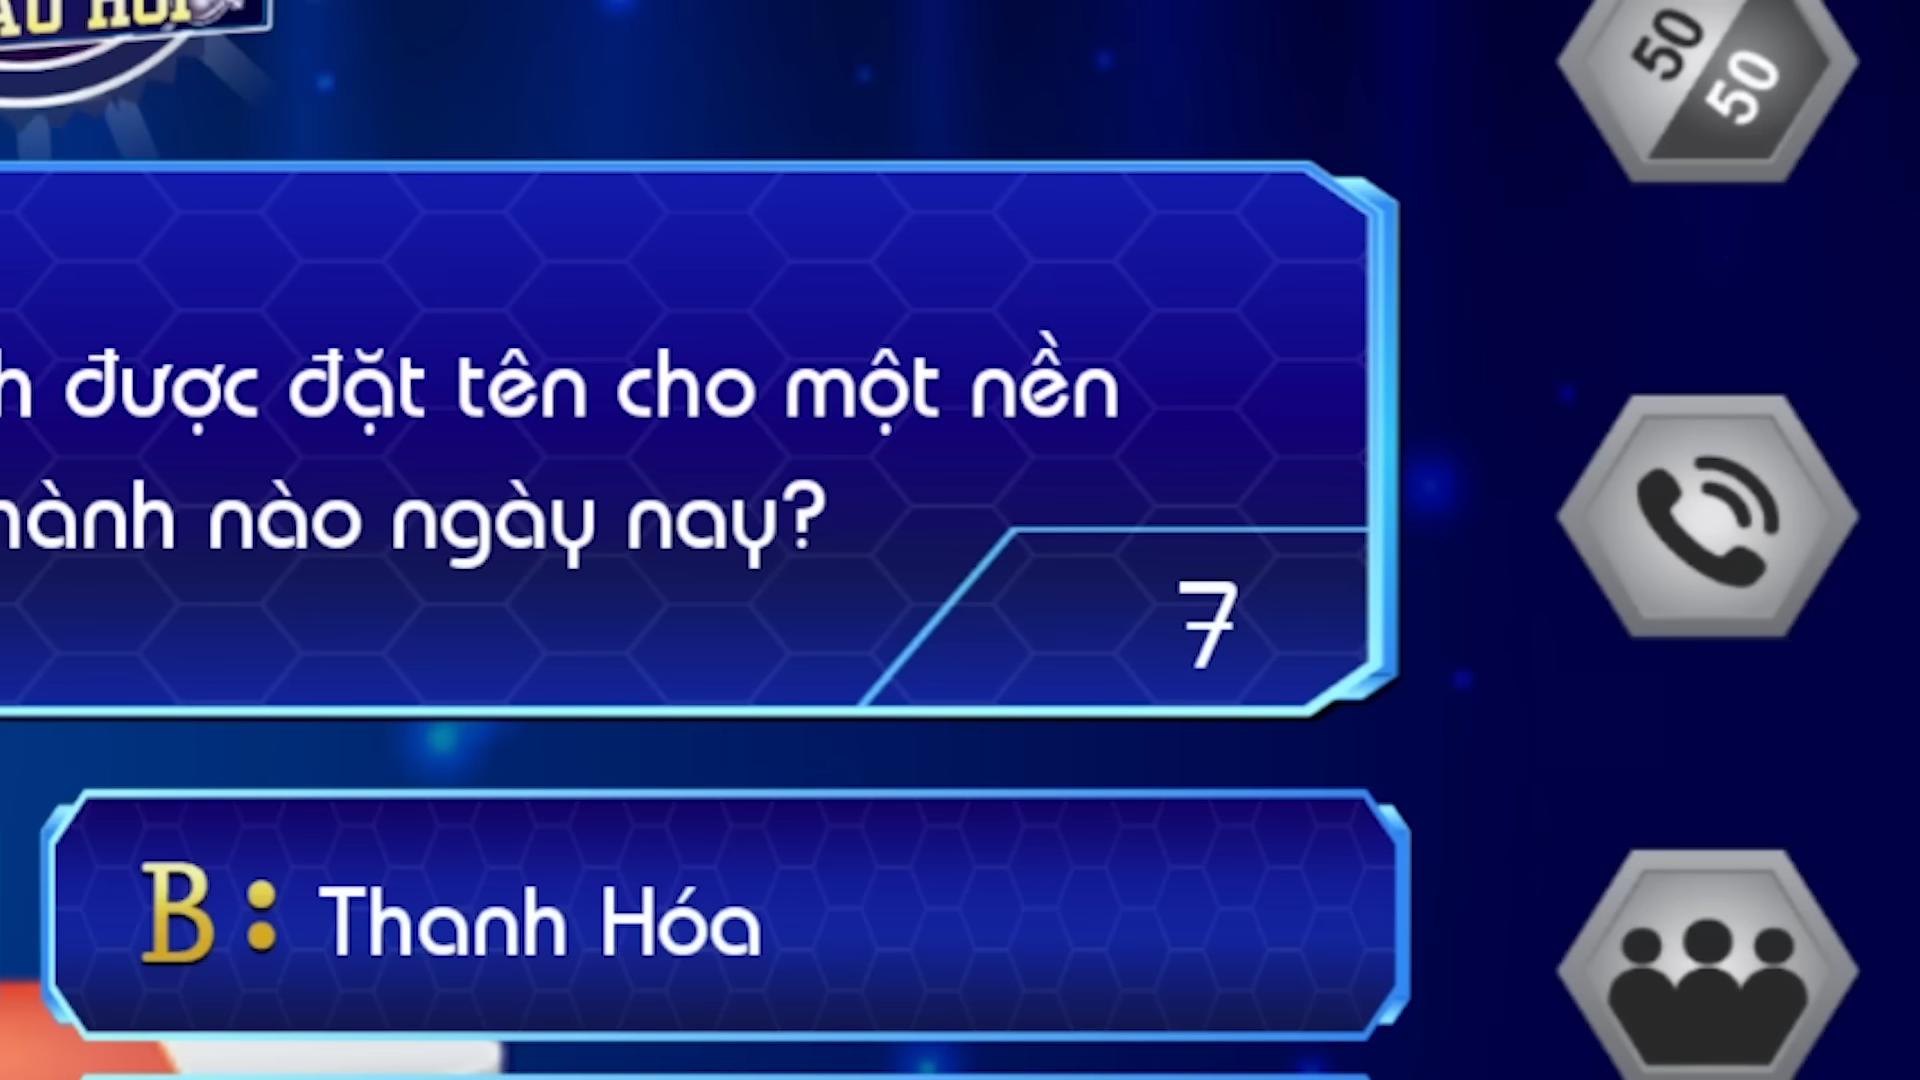 50
50
được đặt tên cho một nền
nào ngày nay?
7
B: Thanh Hóa